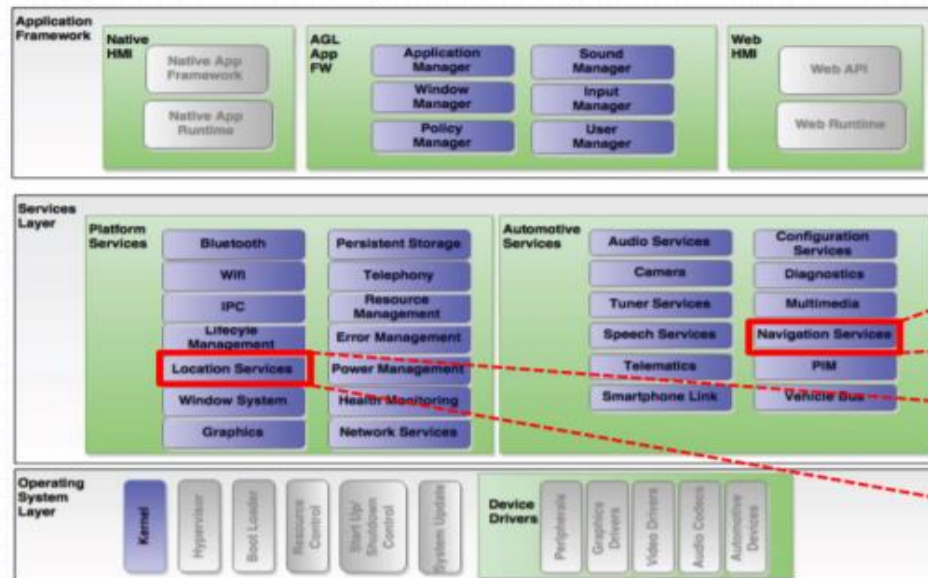 Application
Framework
Native
HMI
Native App
Framework
Native App
Runtime
AGL
App
FW
Application
Manager
Sound
Manager
Window
Manager
Input
Manager
Policy
Manager
User
Manager
Web
HMI
Web API
Web Runtime
Services
Layer
Platform
Services
Bluetooth
Persistent Storage
Wifi
Telephony
IPC
Resource
Management
Lifecyle
Management
Error Management
Location Services
Power Management
Window System
Health Monitoring
Graphics
Network Services
Automotive
Services
Audio Services
Configuration
Services
Camera
Diagnostics
Tuner Services
Multimedia
Speech Services
Navigation Services
Telematics
PIM
Smartphone Link
Vehicle Bus
Operating
System
Layer
Kernel
Hypervisor
Boot Loader
Resource
Control
Start Up/
Shutdown
Control
System Update
Device
Drivers
Peripherals
Graphics
Drivers
Video Drivers
Audio Codecs
Automotive
Devices